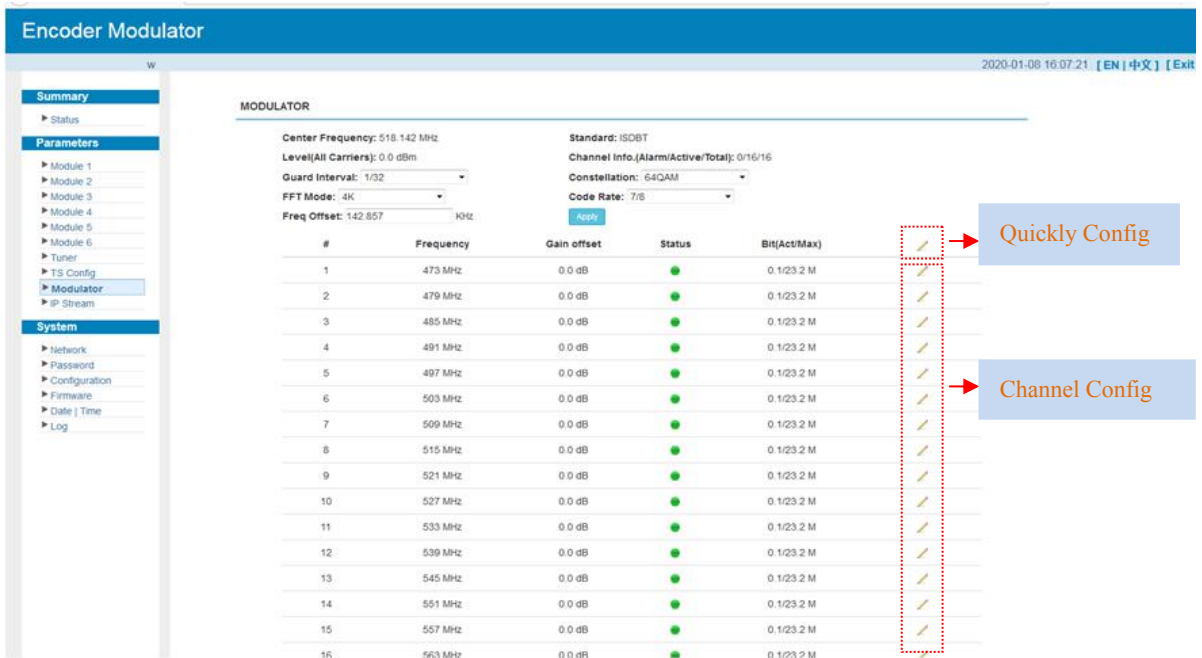 Encoder Modulator
w
2020-01-08 16:07:21 [ EN | 中文 ] [ Exit
Summary
Status
Parameters
Module 1
Module 2
Module 3
Module 4
Module 5
Module 6
Tuner
TS Config
Modulator
IP Stream
System
Network
Password
Configuration
Firmware
Date | Time
Log
MODULATOR
Center Frequency: 518.142 MHz Standard: ISDBT
Level(All Carriers): 0.0 dBm Channel Info.(Alarm/Active/Total): 0/16/16
Guard Interval: 1/32 Constellation: 64QAM
FFT Mode: 4K Code Rate: 7/8
Freq Offset: 142.857 KHz Apply
# Frequency Gain offset Status Bit(Act/Max)
1 473 MHz 0.0 dB 0.1/23.2 M
2 479 MHz 0.0 dB 0.1/23.2 M
3 485 MHz 0.0 dB 0.1/23.2 M
4 491 MHz 0.0 dB 0.1/23.2 M
5 497 MHz 0.0 dB 0.1/23.2 M
6 503 MHz 0.0 dB 0.1/23.2 M
7 509 MHz 0.0 dB 0.1/23.2 M
8 515 MHz 0.0 dB 0.1/23.2 M
9 521 MHz 0.0 dB 0.1/23.2 M
10 527 MHz 0.0 dB 0.1/23.2 M
11 533 MHz 0.0 dB 0.1/23.2 M
12 539 MHz 0.0 dB 0.1/23.2 M
13 545 MHz 0.0 dB 0.1/23.2 M
14 551 MHz 0.0 dB 0.1/23.2 M
15 557 MHz 0.0 dB 0.1/23.2 M
16 563 MHz 0.0 dB 0.1/23.2 M
Quickly Config
Channel Config